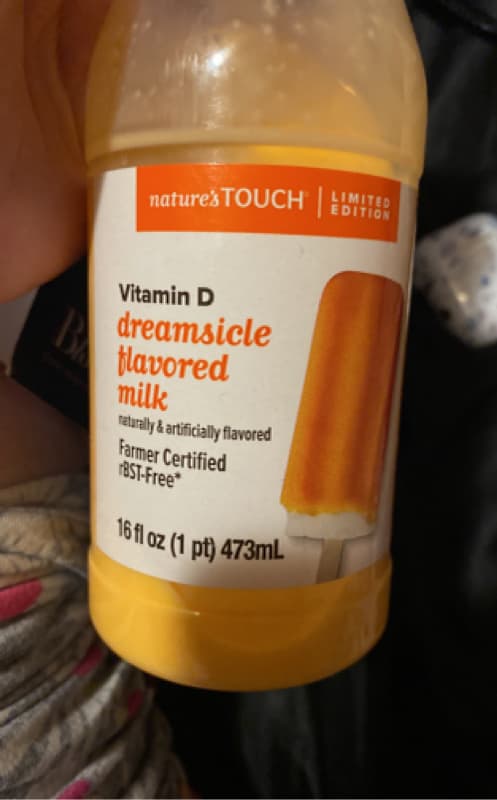 nature's TOUCH® | LIMITED EDITION
Vitamin D
dreamsicle
flavored
milk
naturally & artificially flavored
Farmer Certified
rBST-Free*
16 fl oz (1 pt) 473mL